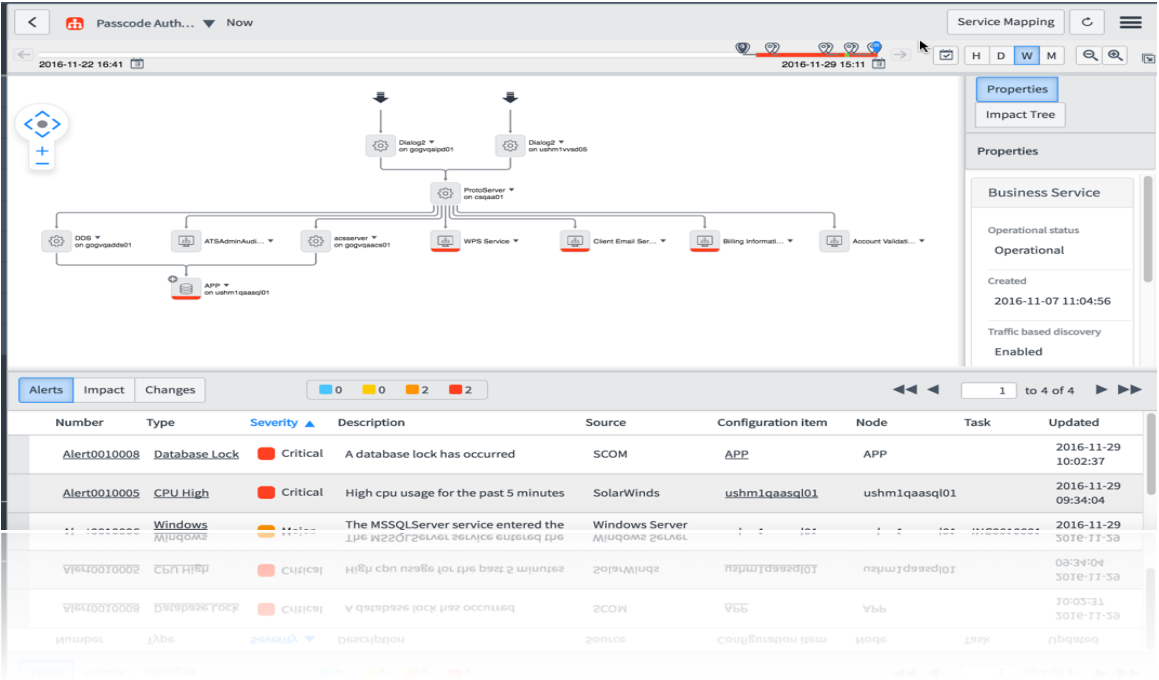 Passcode Auth... Now Service Mapping
H D W M
2016-11-22 16:41 2016-11-29 15:11
Properties
Impact Tree
Properties
Business Service
Operational status
Operational
Created
2016-11-07 11:04:56
Traffic based discovery
Enabled
Dialog2
on gogvqaipd01
Dialog2
on ushm1vvsd05
ProtoServer
on csqaa01
DDS
on gogvqadds01
ATSAdminAudi...
acsserver
on gogvqaacs01
WPS Service
Client Email Ser...
Billing Informati...
Account Validati...
APP
on ushm1qaasql01
Alerts Impact Changes 0 0 2 2 1 to 4 of 4
Number Type Severity Description Source Configuration item Node Task Updated
Alert0010008 Database Lock Critical A database lock has occurred SCOM APP APP 2016-11-29
10:02:37
Alert0010005 CPU High Critical High cpu usage for the past 5 minutes SolarWinds ushm1qaasql01 ushm1qaasql01 2016-11-29
09:34:04
Windows The MSSQLServer service entered the Windows Server 2016-11-29